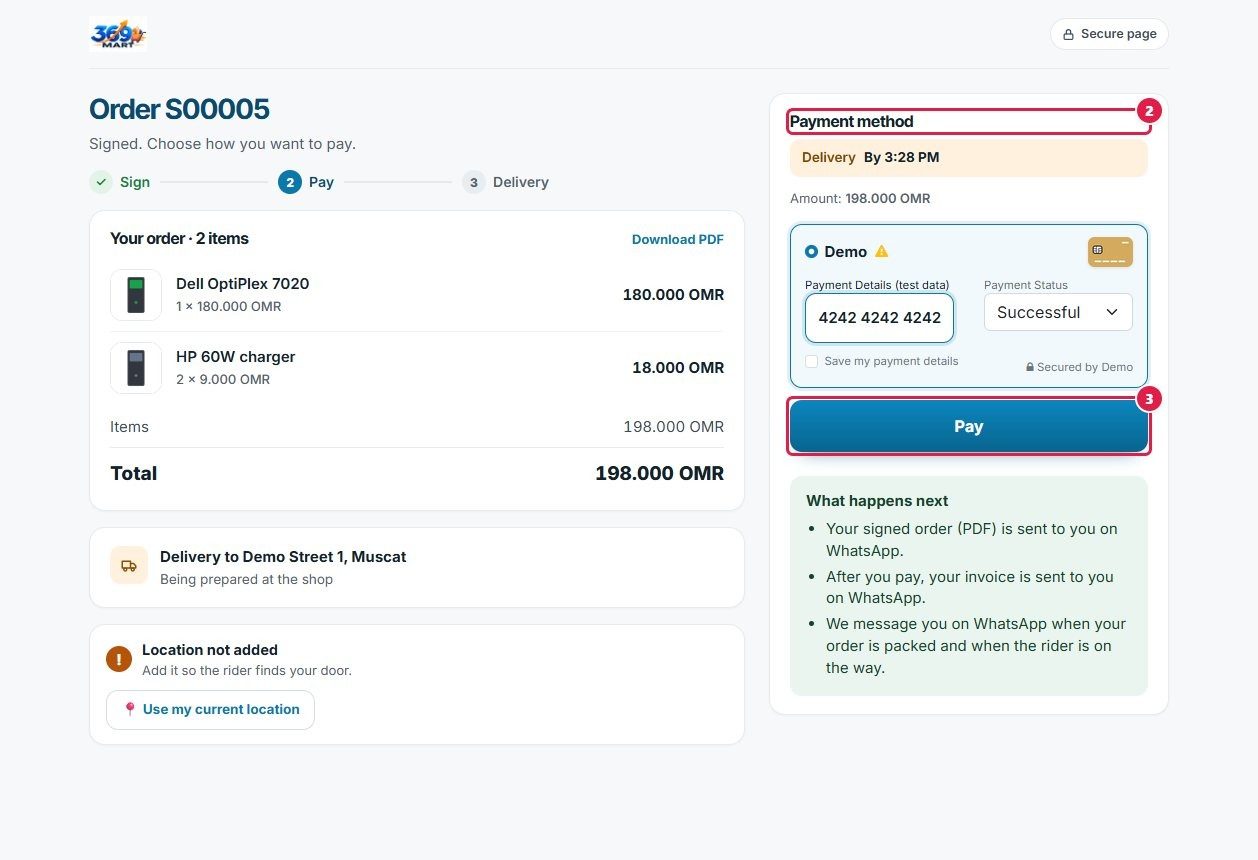 369 MART
Secure page
Order S00005
Signed. Choose how you want to pay.
Sign
2 Pay
3 Delivery
Your order · 2 items
Download PDF
Dell OptiPlex 7020
1 × 180.000 OMR
180.000 OMR
HP 60W charger
2 × 9.000 OMR
18.000 OMR
Items
198.000 OMR
Total
198.000 OMR
Delivery to Demo Street 1, Muscat
Being prepared at the shop
Location not added
Add it so the rider finds your door.
Use my current location
2
Payment method
Delivery By 3:28 PM
Amount: 198.000 OMR
Demo
Payment Details (test data)
4242 4242 4242
Payment Status
Successful
Save my payment details
Secured by Demo
3
Pay
What happens next
Your signed order (PDF) is sent to you on
WhatsApp.
After you pay, your invoice is sent to you
on WhatsApp.
We message you on WhatsApp when your
order is packed and when the rider is on
the way.